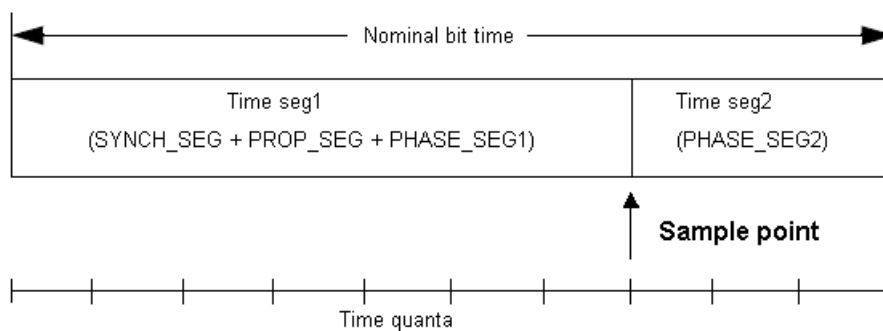 Nominal bit time
Time seg1
(SYNCH_SEG + PROP_SEG + PHASE_SEG1)
Time seg2
(PHASE_SEG2)
Sample point
Time quanta